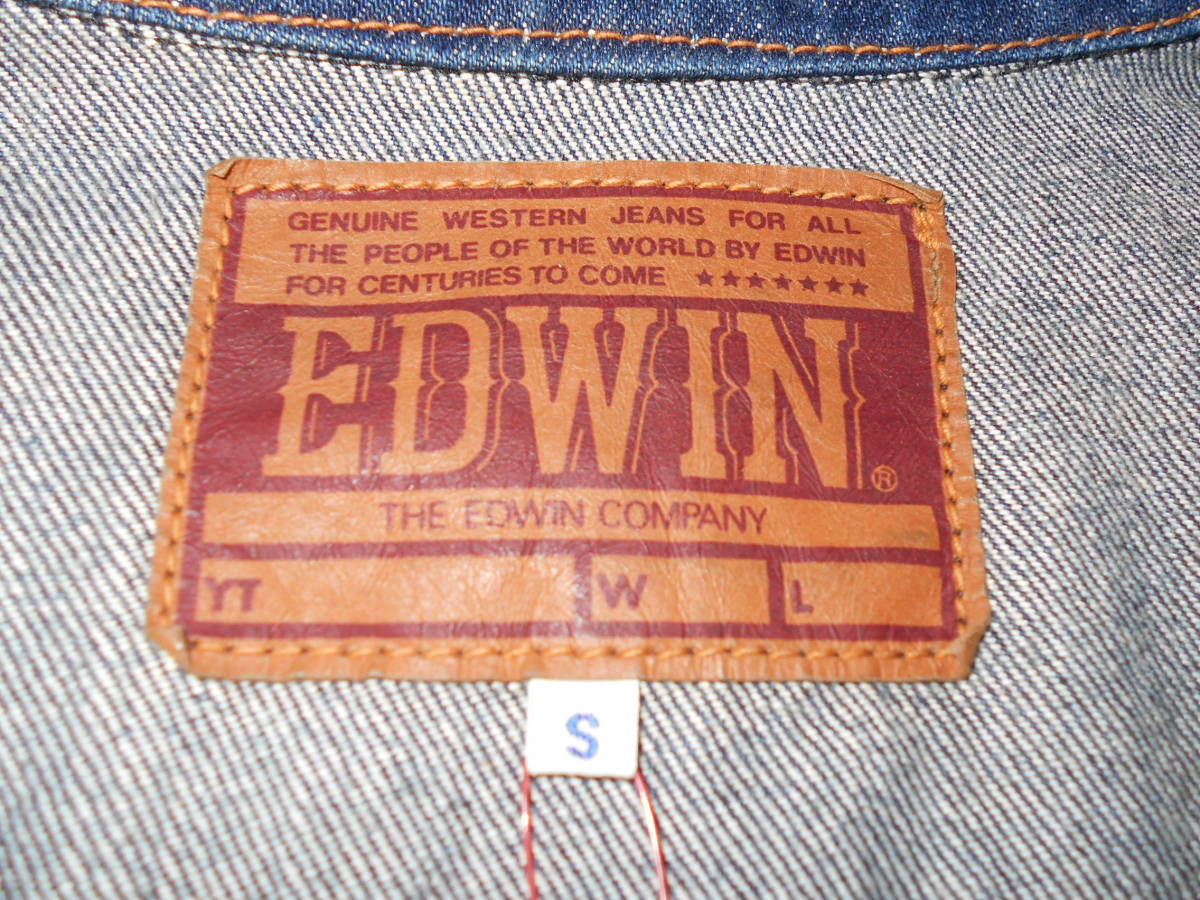 GENUINE WESTERN JEANS FOR ALL
THE PEOPLE OF THE WORLD BY EDWIN
FOR CENTURIES TO COME ★★★★★★★
EDWIN®
THE EDWIN COMPANY
YT W L
S